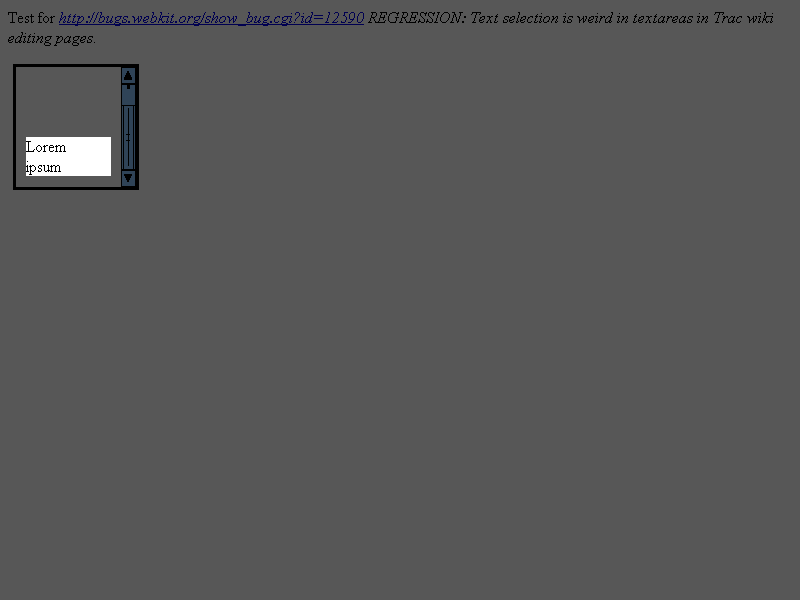 Test for http://bugs.webkit.org/show_bug.cgi?id=12590 REGRESSION: Text selection is weird in textareas in Trac wiki
editing pages.
Lorem
ipsum